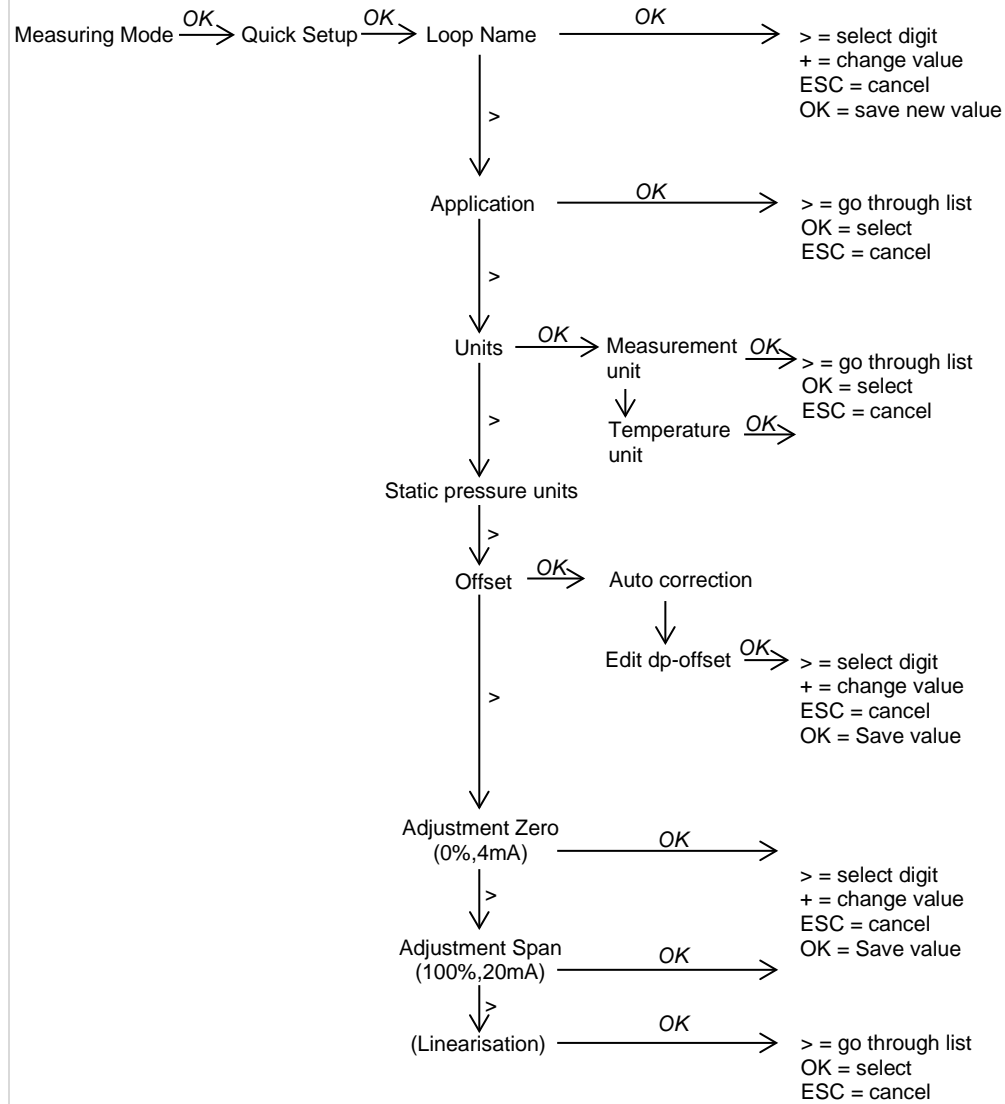 Measuring Mode OK Quick Setup OK Loop Name OK
> = select digit
+ = change value
ESC = cancel
OK = save new value
>
Application OK
> = go through list
OK = select
ESC = cancel
>
Units OK Measurement unit OK
> = go through list
OK = select
ESC = cancel
Temperature unit OK
>
Static pressure units
>
Offset OK Auto correction
Edit dp-offset OK
> = select digit
+ = change value
ESC = cancel
OK = Save value
>
Adjustment Zero
(0%,4mA)
OK
> = select digit
+ = change value
ESC = cancel
OK = Save value
>
Adjustment Span
(100%,20mA)
OK
>
(Linearisation) OK
> = go through list
OK = select
ESC = cancel